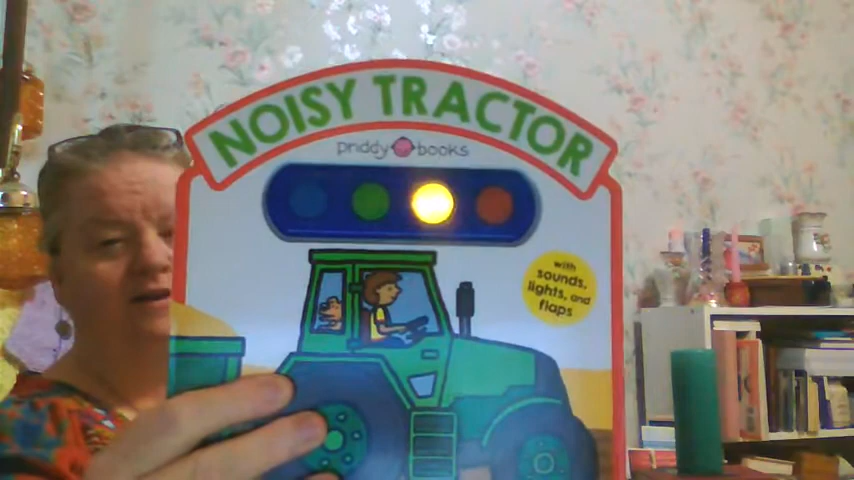 NOISY TRACTOR
priddy books
with
sounds,
lights, and
flaps